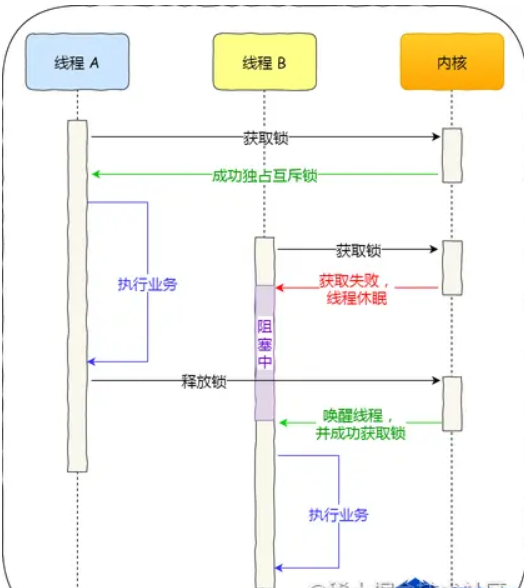 线程 A
线程 B
内核
获取锁
成功独占互斥锁
获取锁
执行业务
获取失败，
线程休眠
阻
塞
中
释放锁
唤醒线程，
并成功获取锁
执行业务